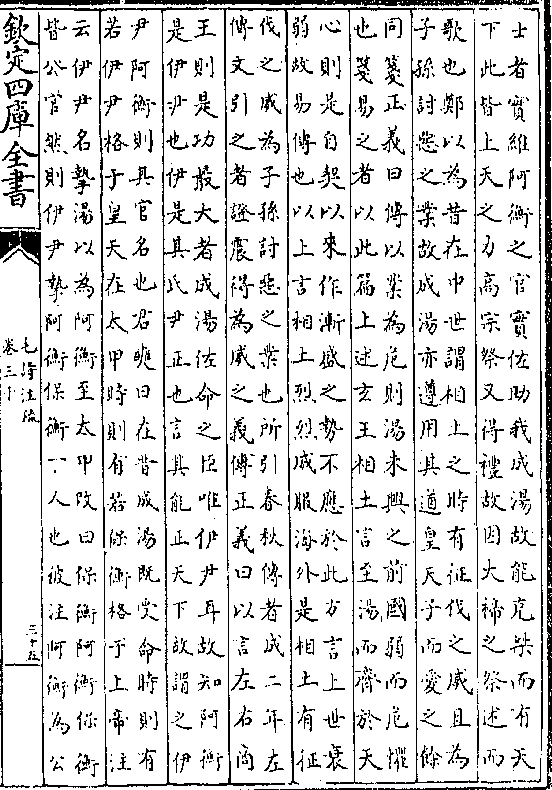 士者實維阿衡之官實佐助我成湯故能克桀而有天
下此皆上天之力高宗祭又得禮故因大禘之祭述而
歌也鄭以為昔在中世謂相上之時有征伐之威且為
子孫討惡之業故成湯亦遵用其道皇天子而愛之餘
同箋正義曰傳以業為危則湯未興之前國弱而危懼
也箋易之者以此篇上述玄王相土言至湯而齊於天
心則是自契以來作漸盛之勢不應於此方言上世衰
弱故易傳也以上言相上烈烈威服海外是相土有征
伐之威為子孫討惡之業也所引春秋傳者成二年左
傳文引之者證震得為威之義傳正義曰以言左右商
王則是功最大者成湯佐命之臣唯伊尹耳故知阿衡
是伊尹也伊是其氏尹正也言其能正天下故謂之伊
尹阿衡則其官名也君奭曰在昔成湯既受命時則有
若伊尹格于皇天在太甲時則有若保衡格于上帝注
云伊尹名摯湯以為阿衡至太甲改曰保衡阿衡保衡
皆公官然則伊尹摯阿衡保衡一人也彼注阿衡為公
欽定四庫全書
毛詩注疏
卷三十
三十五